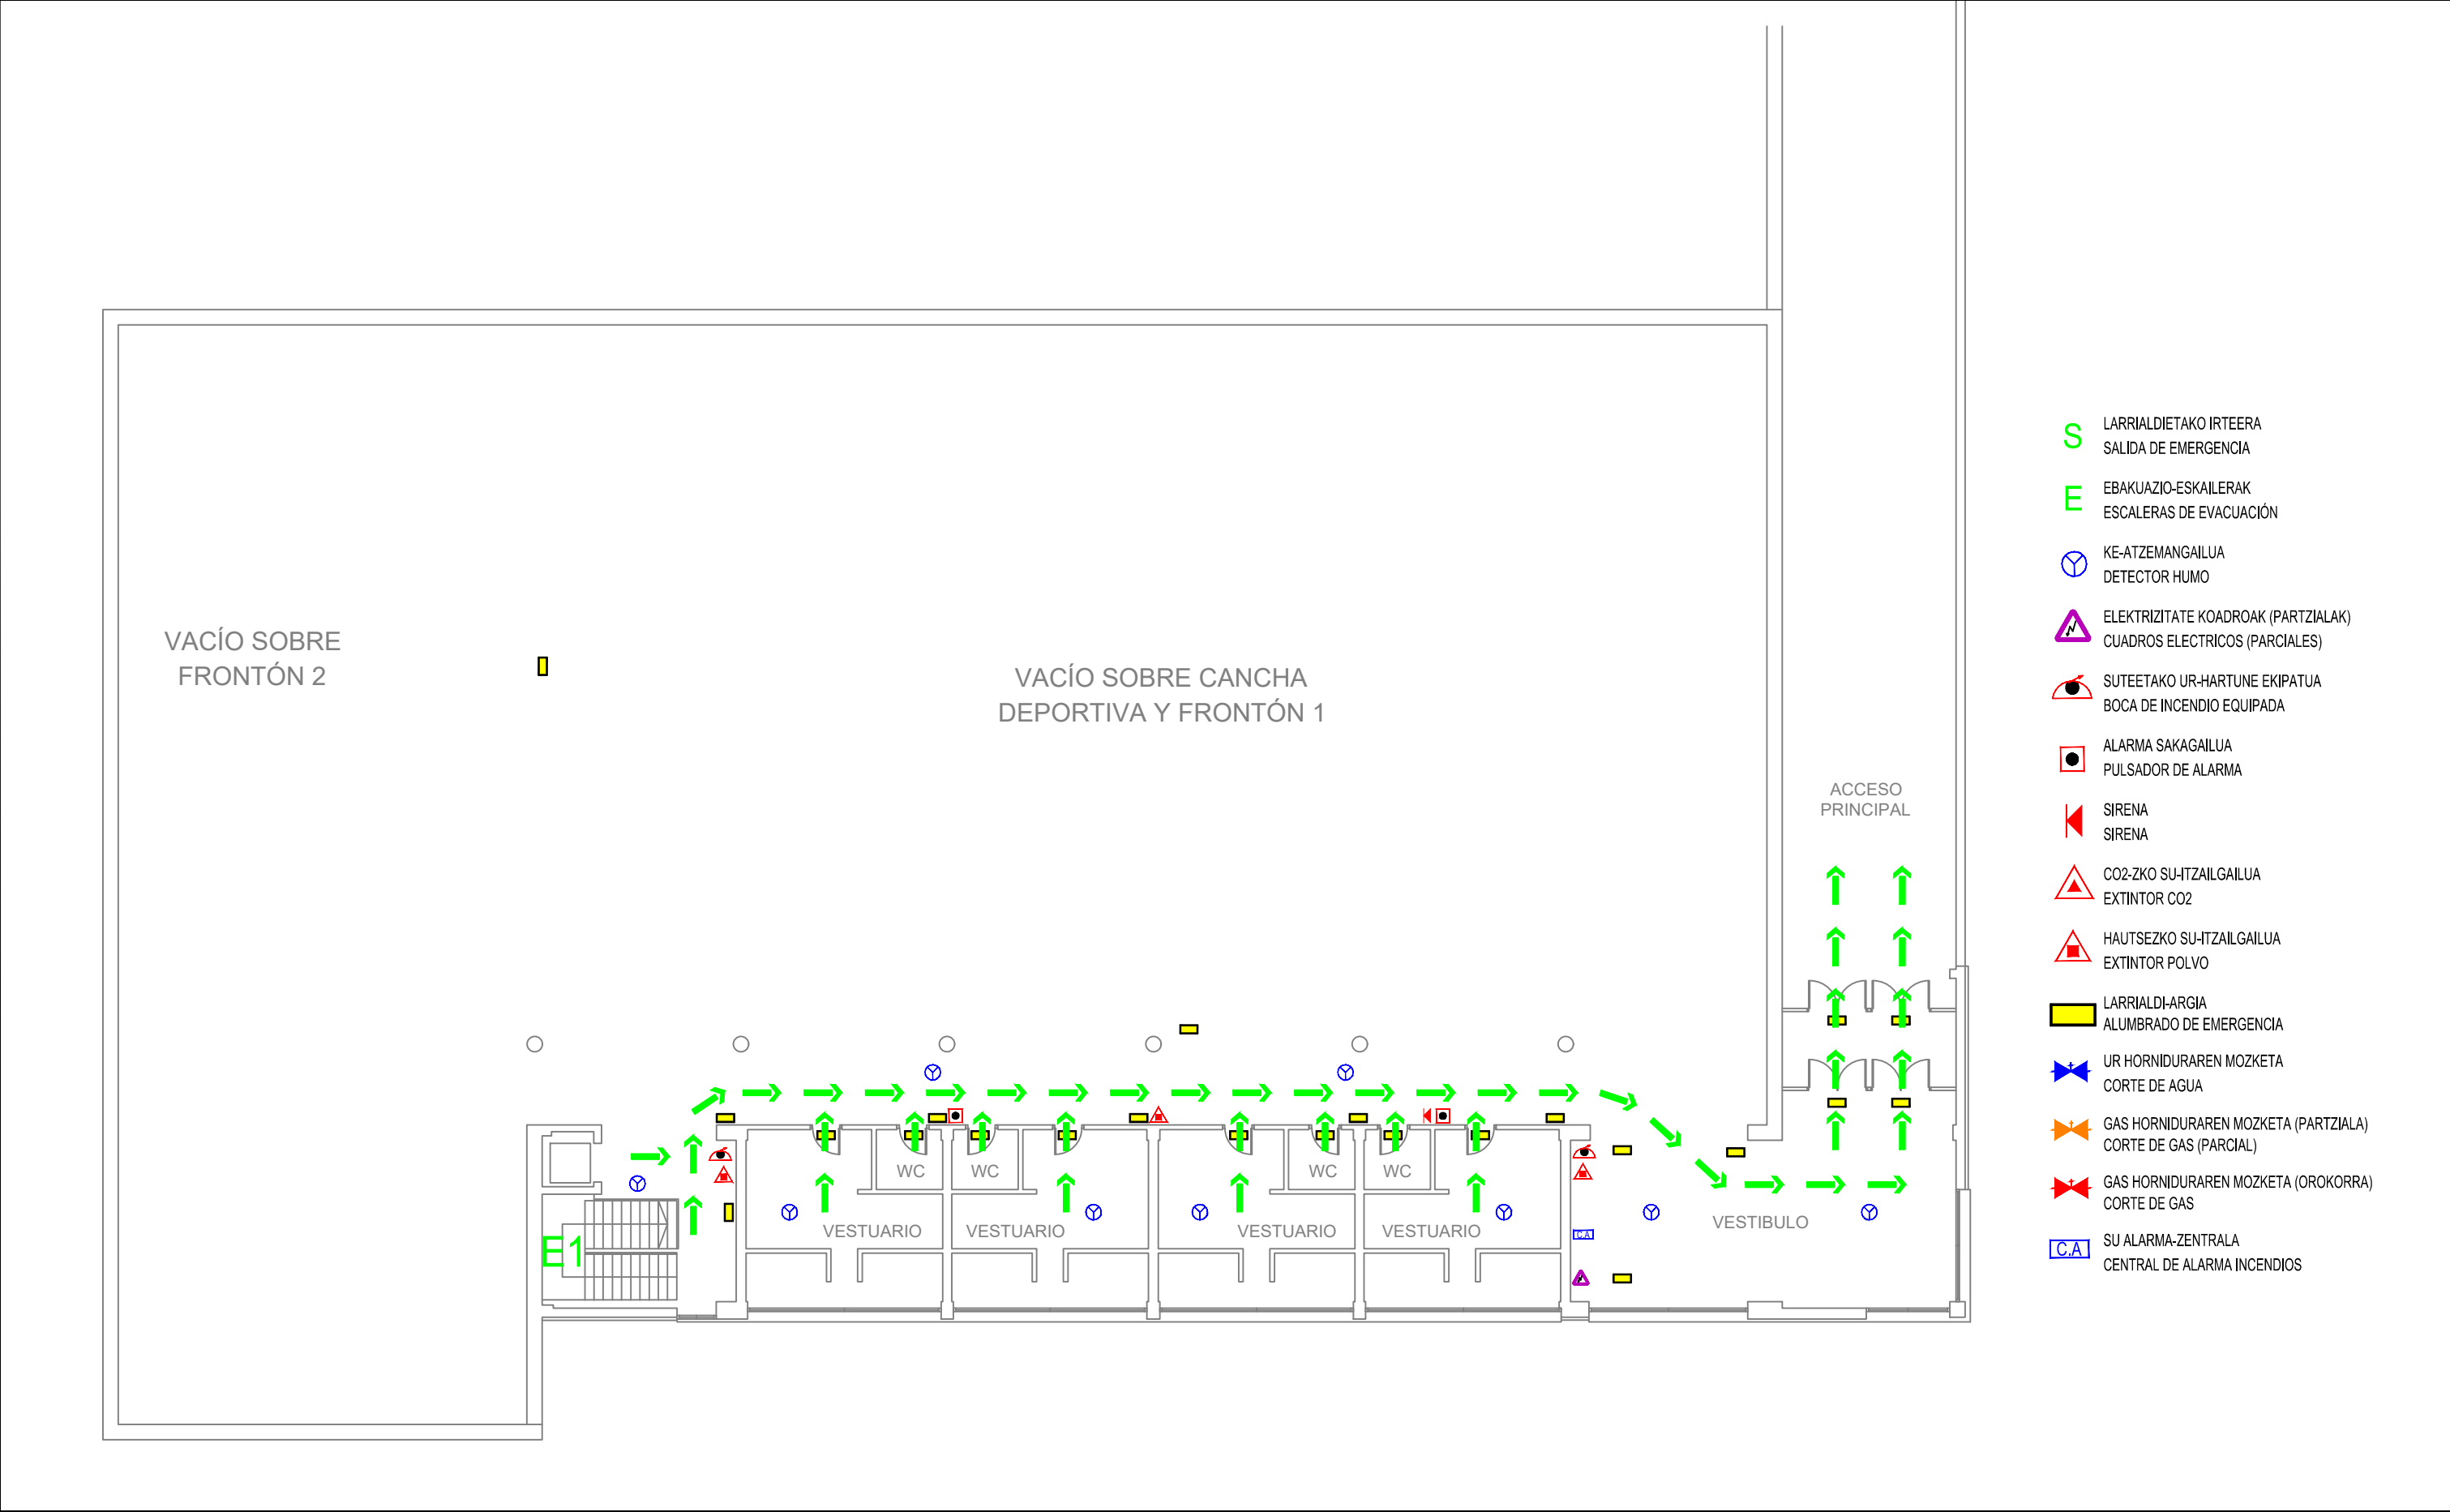 VACÍO SOBRE
FRONTÓN 2
VACÍO SOBRE CANCHA
DEPORTIVA Y FRONTÓN 1
ACCESO
PRINCIPAL
WC
WC
WC
WC
VESTUARIO
VESTUARIO
VESTUARIO
VESTUARIO
VESTIBULO
E1
C.A
S
LARRIALDIETAKO IRTEERA
SALIDA DE EMERGENCIA
E
EBAKUAZIO-ESKAILERAK
ESCALERAS DE EVACUACIÓN
KE-ATZEMANGAILUA
DETECTOR HUMO
ELEKTRIZITATE KOADROAK (PARTZIALAK)
CUADROS ELECTRICOS (PARCIALES)
SUTEETAKO UR-HARTUNE EKIPATUA
BOCA DE INCENDIO EQUIPADA
ALARMA SAKAGAILUA
PULSADOR DE ALARMA
SIRENA
SIRENA
CO2-ZKO SU-ITZAILGAILUA
EXTINTOR CO2
HAUTSEZKO SU-ITZAILGAILUA
EXTINTOR POLVO
LARRIALDI-ARGIA
ALUMBRADO DE EMERGENCIA
UR HORNIDURAREN MOZKETA
CORTE DE AGUA
GAS HORNIDURAREN MOZKETA (PARTZIALA)
CORTE DE GAS (PARCIAL)
GAS HORNIDURAREN MOZKETA (OROKORRA)
CORTE DE GAS
C.A
SU ALARMA-ZENTRALA
CENTRAL DE ALARMA INCENDIOS